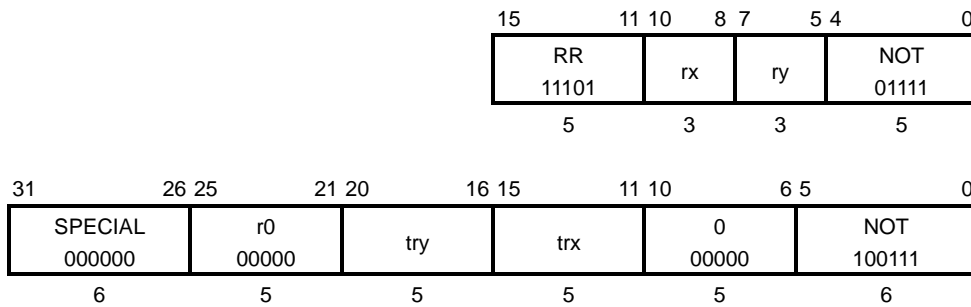 15 11 10 8 7 5 4 0
RR NOT
rx ry
11101 01111
5 3 3 5
31 26 25 21 20 16 15 11 10 6 5 0
SPECIAL r0 0 NOT
try trx
000000 00000 00000 100111
6 5 5 5 5 6